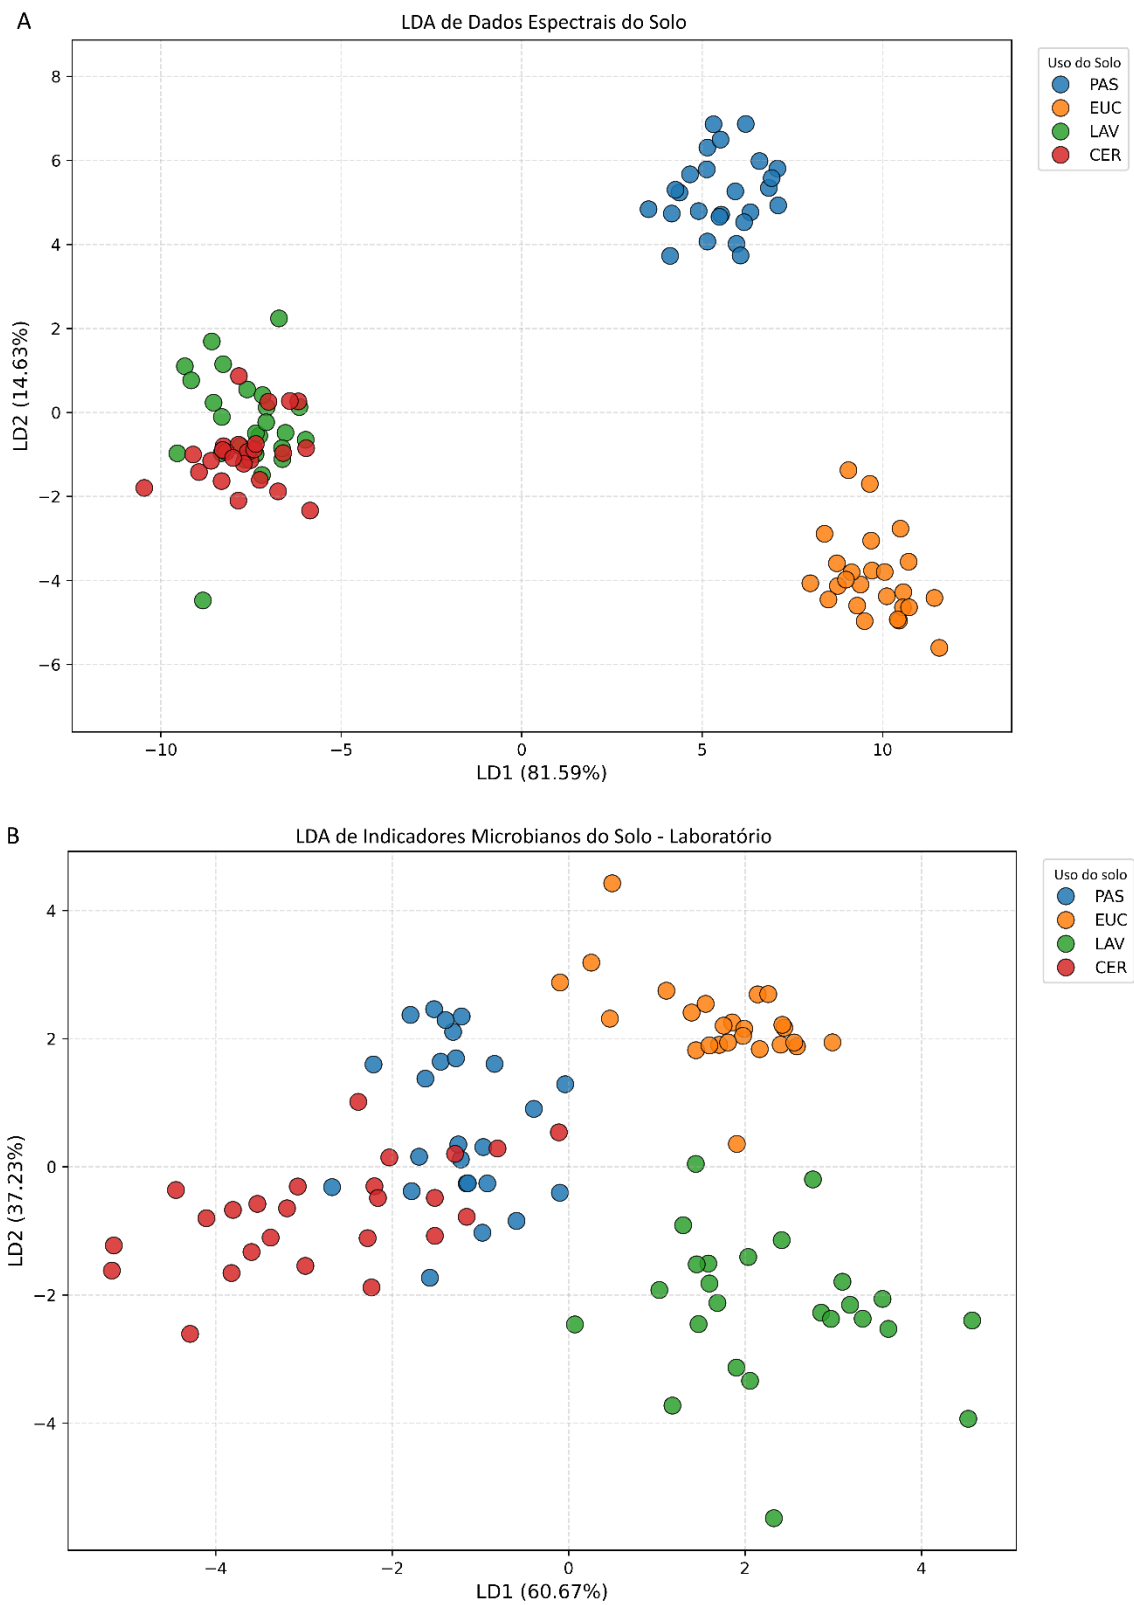 A
LDA de Dados Espectrais do Solo
Uso do Solo
PAS
EUC
LAV
CER
8
6
4
2
0
−2
−4
−6
LD2 (14.63%)
−10
−5
0
5
10
LD1 (81.59%)
B
LDA de Indicadores Microbianos do Solo - Laboratório
Uso do solo
PAS
EUC
LAV
CER
4
2
0
−2
−4
LD2 (37.23%)
−4
−2
0
2
4
LD1 (60.67%)